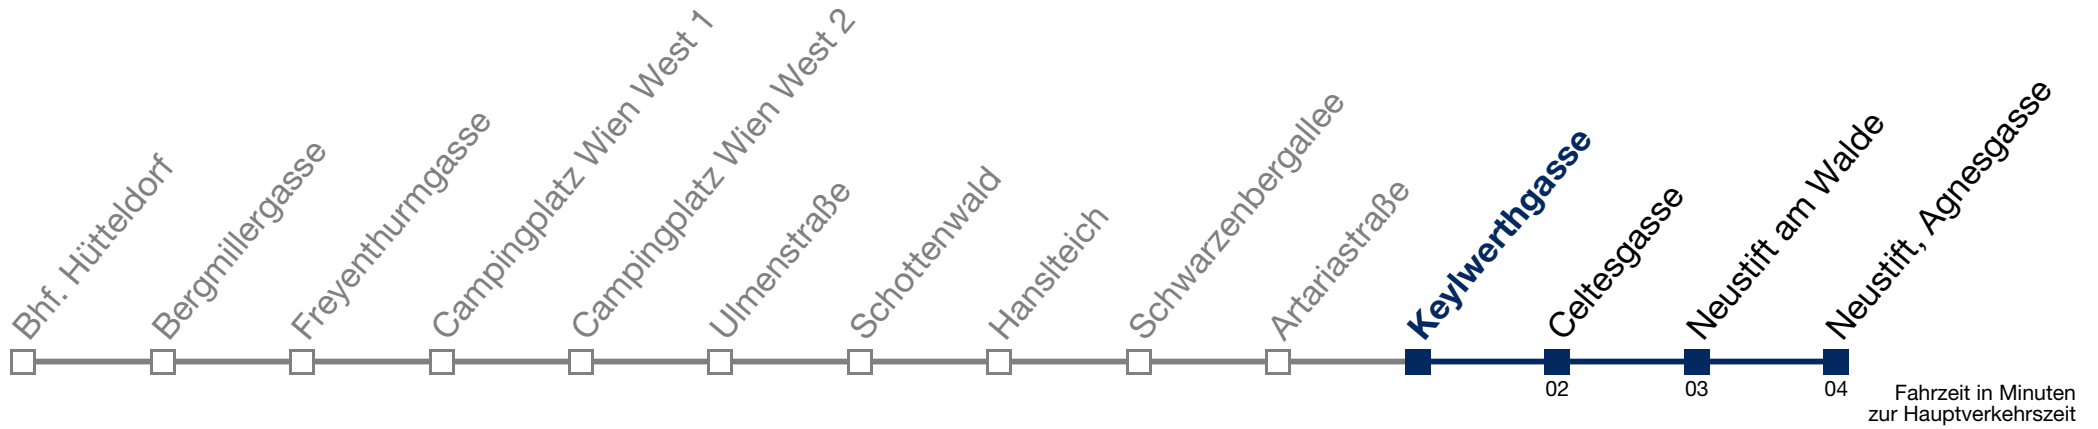 Bhf. Hütteldorf
Bergmillergasse
Freyenthurmgasse
Campingplatz Wien West 1
Campingplatz Wien West 2
Ulmenstraße
Schottenwald
Hanslteich
Schwarzenbergallee
Artariastraße
Keylwerthgasse
Celtesgasse
Neustift am Walde
Neustift, Agnesgasse
02
03
04
Fahrzeit in Minuten
zur Hauptverkehrszeit